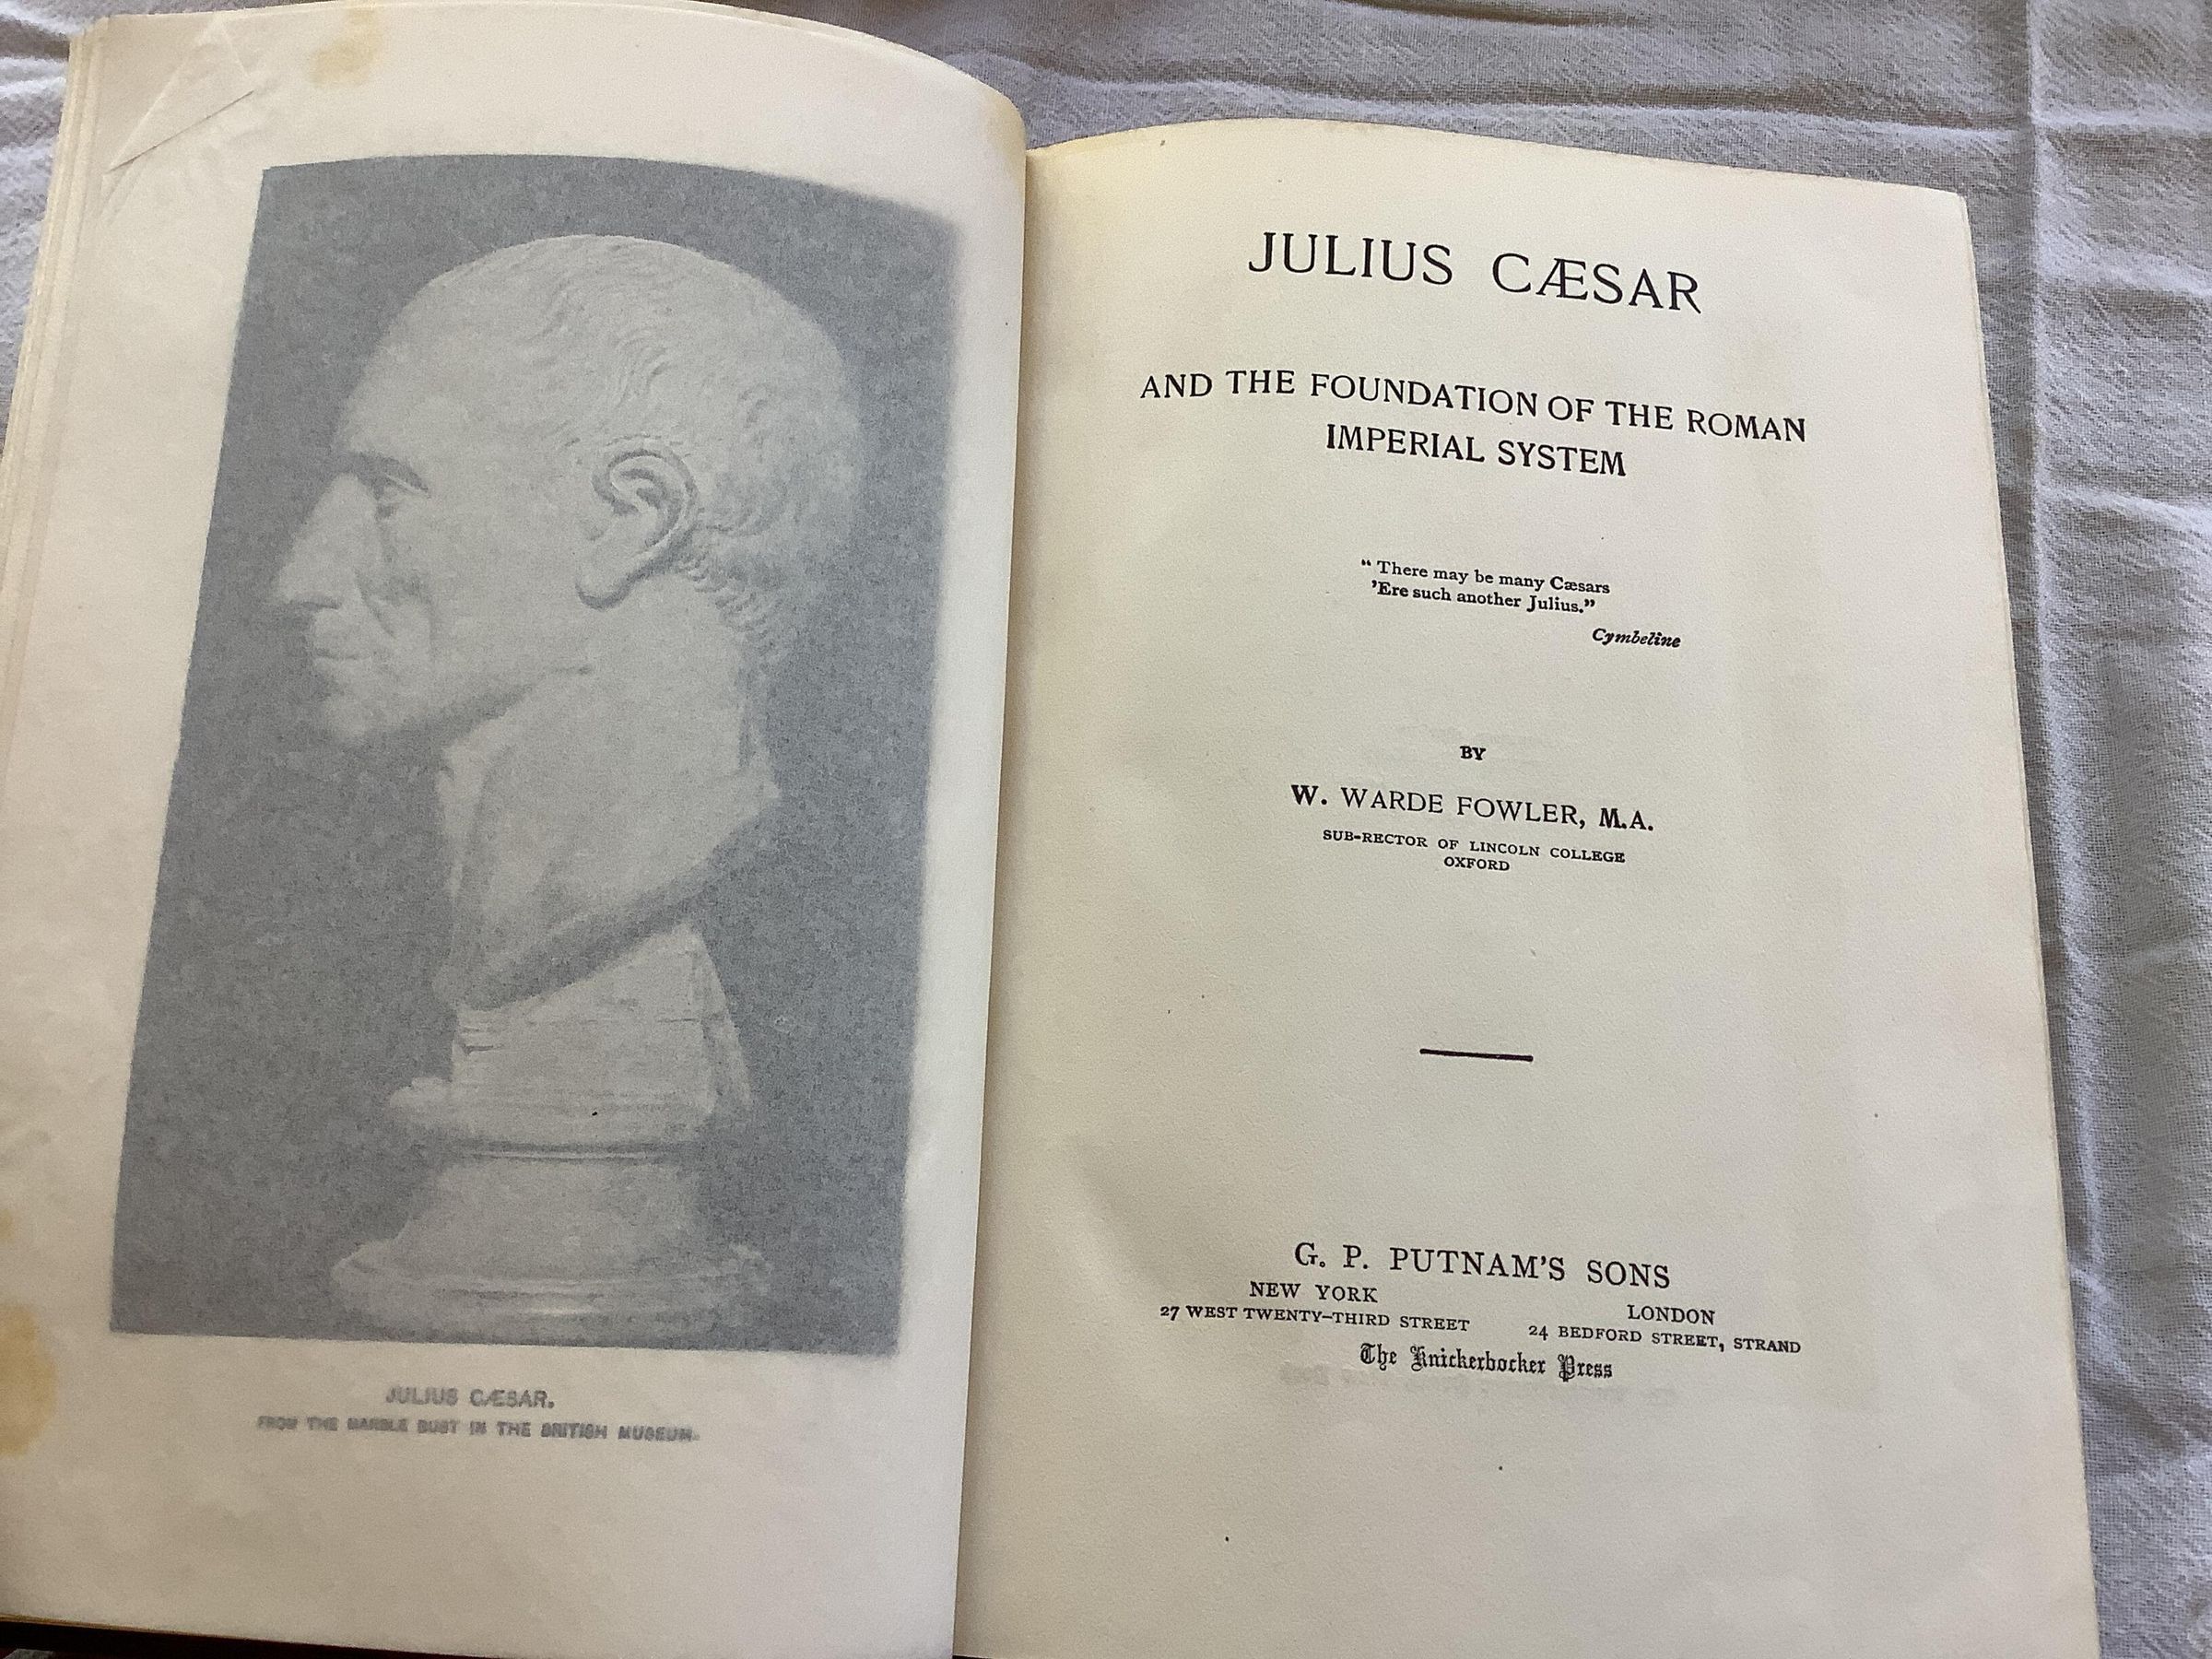 JULIUS CÆSAR.
FROM THE MARBLE BUST IN THE BRITISH MUSEUM.
JULIUS CÆSAR
AND THE FOUNDATION OF THE ROMAN
IMPERIAL SYSTEM
“ There may be many Cæsars
’Ere such another Julius.”
Cymbeline
BY
W. WARDE FOWLER, M.A.
SUB-RECTOR OF LINCOLN COLLEGE
OXFORD
G. P. PUTNAM’S SONS
NEW YORK LONDON
27 WEST TWENTY-THIRD STREET 24 BEDFORD STREET, STRAND
The Knickerbocker Press